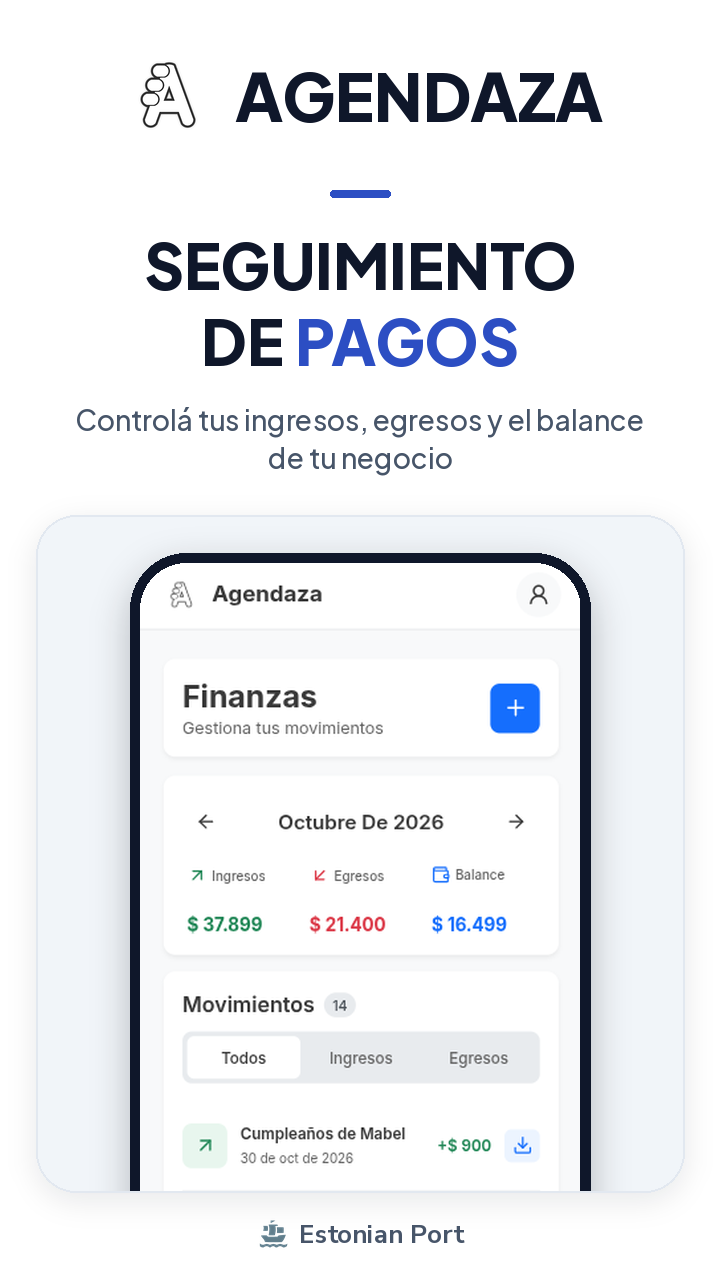 AGENDAZA
SEGUIMIENTO
DE PAGOS
Controlá tus ingresos, egresos y el balance
de tu negocio
Agendaza
Finanzas
Gestiona tus movimientos
Octubre De 2026
Ingresos Egresos Balance
$ 37.899 $ 21.400 $ 16.499
Movimientos 14
Todos Ingresos Egresos
Cumpleaños de Mabel
+$ 900
30 de oct de 2026
Estonian Port